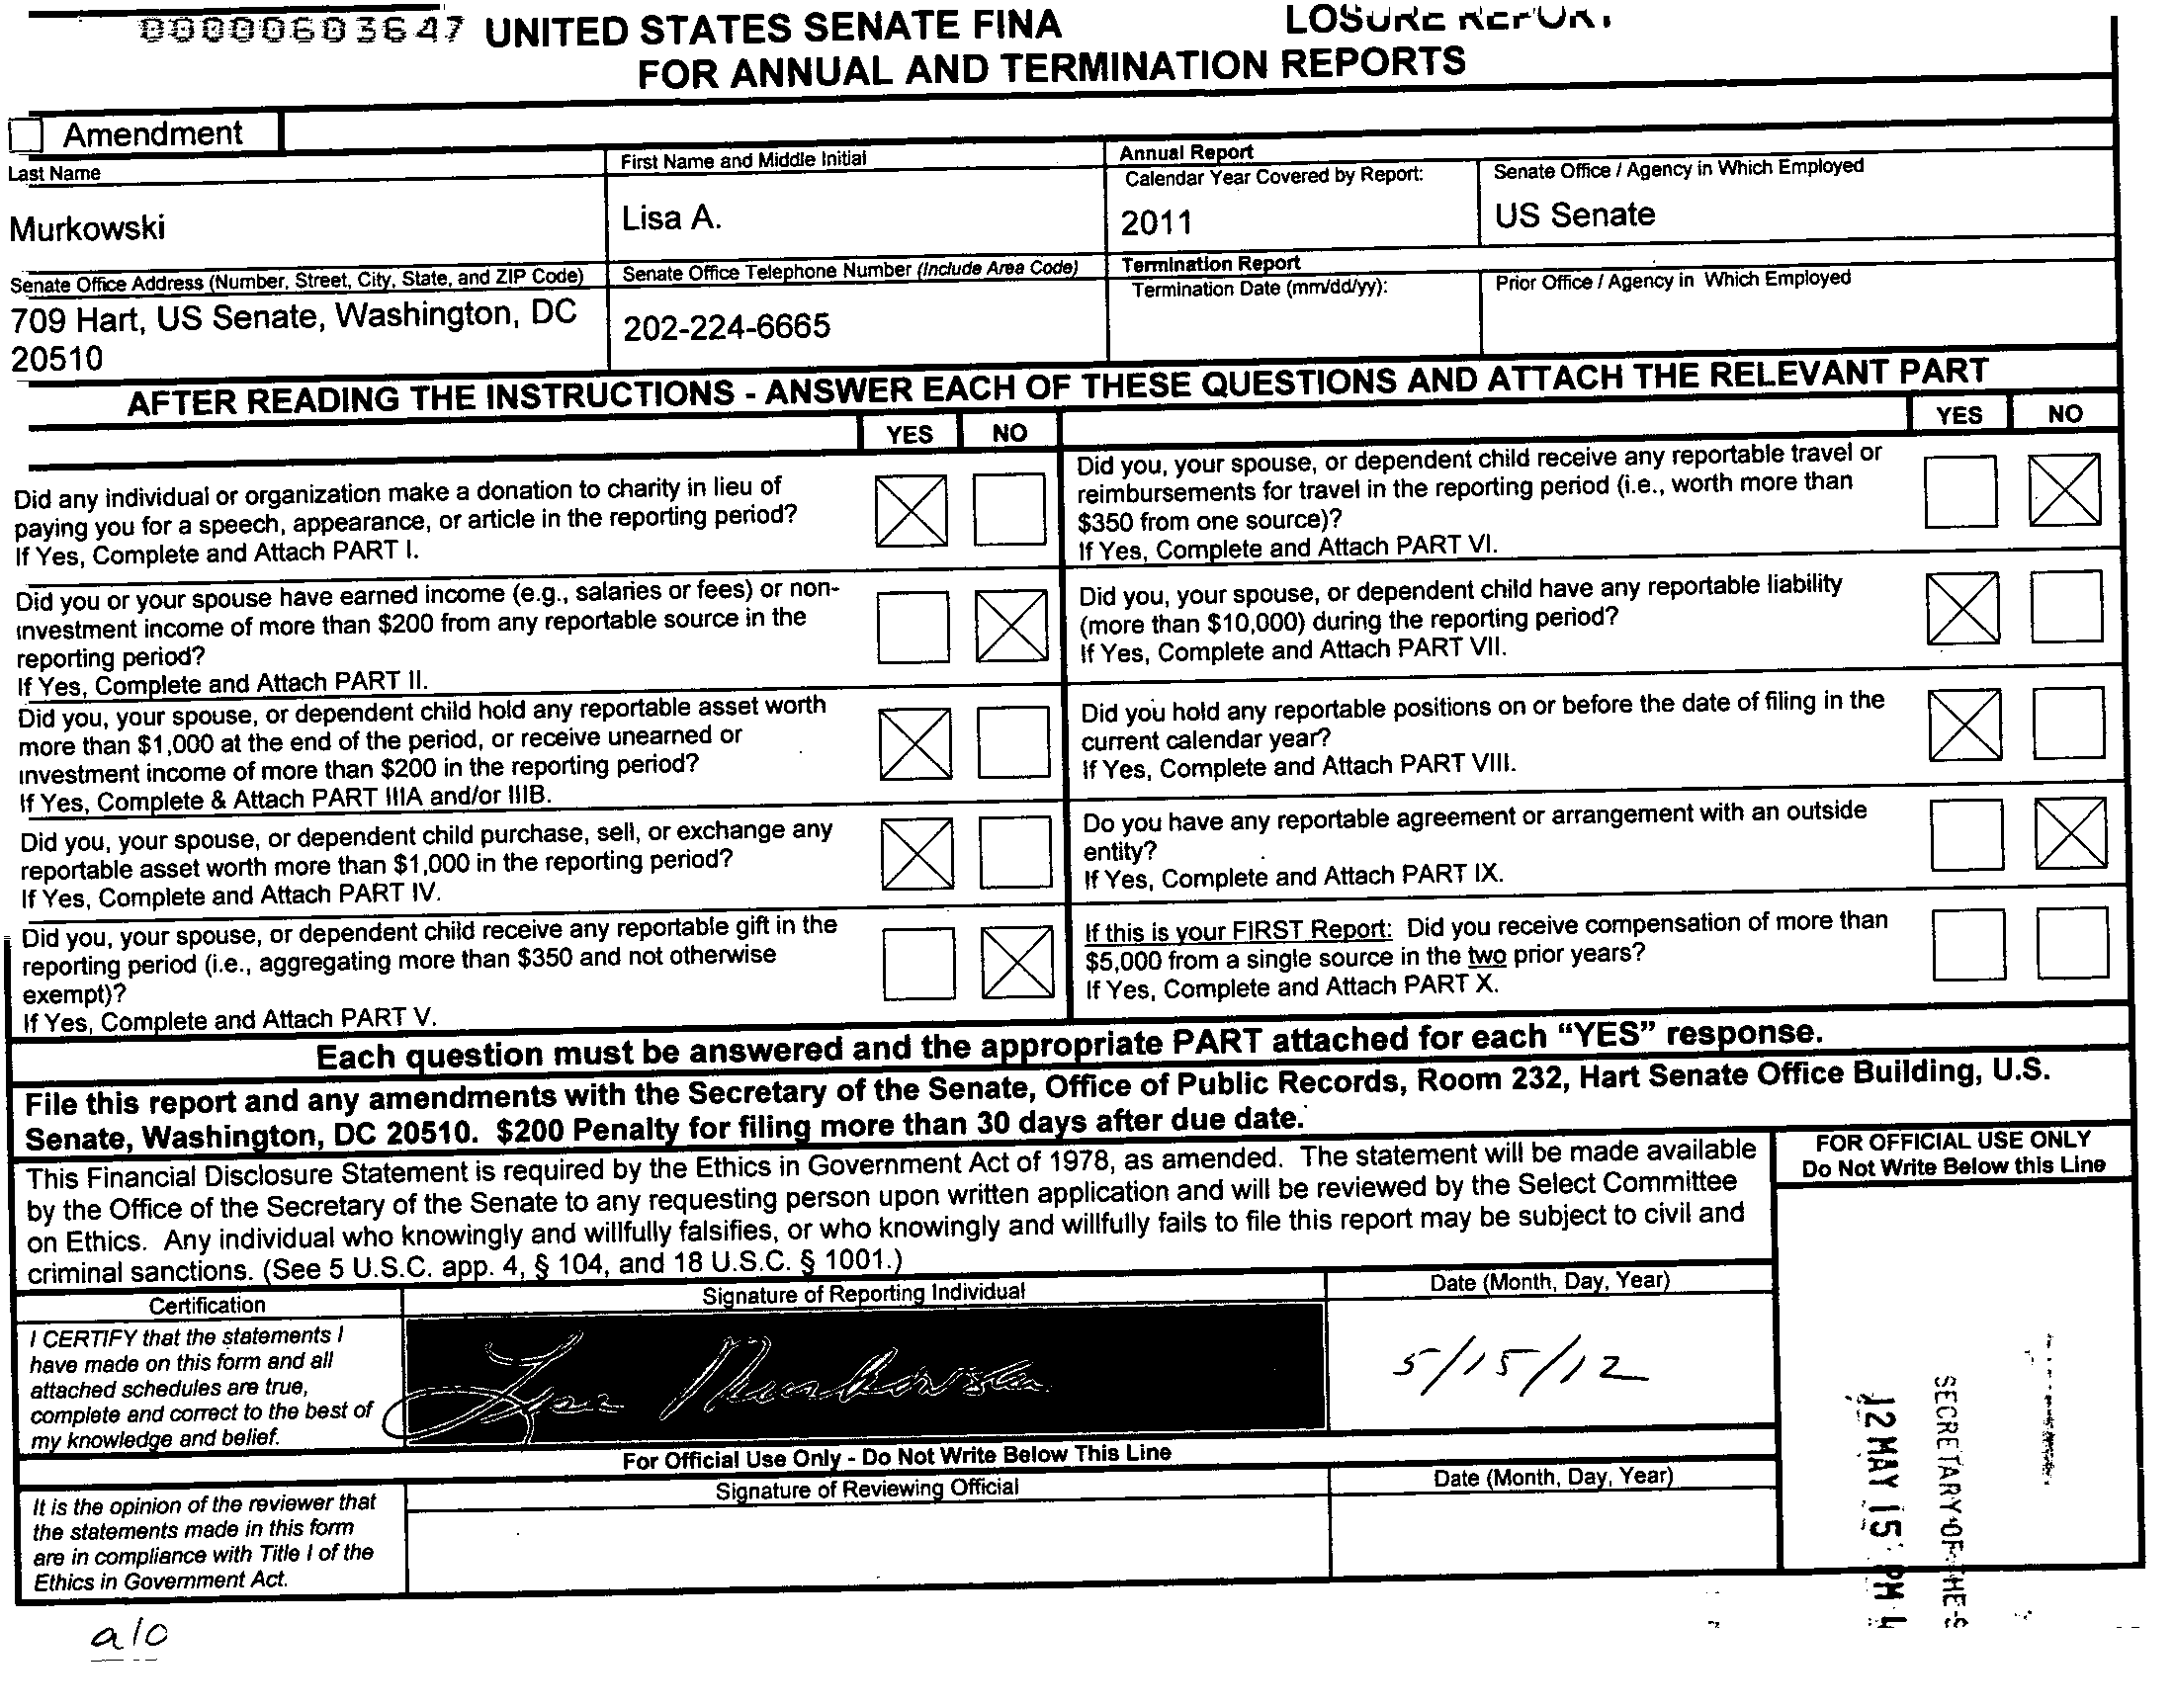 00000603647 UNITED STATES SENATE FINA LOSURE REPORT
FOR ANNUAL AND TERMINATION REPORTS
Amendment
Last Name
First Name and Middle Initial
Annual Report
Calendar Year Covered by Report:
Senate Office / Agency in Which Employed
Murkowski
Lisa A.
2011
US Senate
Senate Office Address (Number, Street, City, State, and ZIP Code)
Senate Office Telephone Number (Include Area Code)
Termination Report
Termination Date (mm/dd/yy):
Prior Office / Agency in Which Employed
709 Hart, US Senate, Washington, DC
20510
202-224-6665
AFTER READING THE INSTRUCTIONS - ANSWER EACH OF THESE QUESTIONS AND ATTACH THE RELEVANT PART
YES NO
YES NO
Did any individual or organization make a donation to charity in lieu of
paying you for a speech, appearance, or article in the reporting period?
If Yes, Complete and Attach PART I.
Did you, your spouse, or dependent child receive any reportable travel or
reimbursements for travel in the reporting period (i.e., worth more than
$350 from one source)?
If Yes, Complete and Attach PART VI.
Did you or your spouse have earned income (e.g., salaries or fees) or non-
investment income of more than $200 from any reportable source in the
reporting period?
If Yes, Complete and Attach PART II.
Did you, your spouse, or dependent child have any reportable liability
(more than $10,000) during the reporting period?
If Yes, Complete and Attach PART VII.
Did you, your spouse, or dependent child hold any reportable asset worth
more than $1,000 at the end of the period, or receive unearned or
investment income of more than $200 in the reporting period?
If Yes, Complete & Attach PART IIIA and/or IIIB.
Did you hold any reportable positions on or before the date of filing in the
current calendar year?
If Yes, Complete and Attach PART VIII.
Did you, your spouse, or dependent child purchase, sell, or exchange any
reportable asset worth more than $1,000 in the reporting period?
If Yes, Complete and Attach PART IV.
Do you have any reportable agreement or arrangement with an outside
entity?
If Yes, Complete and Attach PART IX.
Did you, your spouse, or dependent child receive any reportable gift in the
reporting period (i.e., aggregating more than $350 and not otherwise
exempt)?
If Yes, Complete and Attach PART V.
If this is your FIRST Report: Did you receive compensation of more than
$5,000 from a single source in the two prior years?
If Yes, Complete and Attach PART X.
Each question must be answered and the appropriate PART attached for each “YES” response.
File this report and any amendments with the Secretary of the Senate, Office of Public Records, Room 232, Hart Senate Office Building, U.S.
Senate, Washington, DC 20510. $200 Penalty for filing more than 30 days after due date.
This Financial Disclosure Statement is required by the Ethics in Government Act of 1978, as amended. The statement will be made available
by the Office of the Secretary of the Senate to any requesting person upon written application and will be reviewed by the Select Committee
on Ethics. Any individual who knowingly and willfully falsifies, or who knowingly and willfully fails to file this report may be subject to civil and
criminal sanctions. (See 5 U.S.C. app. 4, § 104, and 18 U.S.C. § 1001.)
FOR OFFICIAL USE ONLY
Do Not Write Below this Line
Certification
Signature of Reporting Individual
Date (Month, Day, Year)
I CERTIFY that the statements I
have made on this form and all
attached schedules are true,
complete and correct to the best of
my knowledge and belief.
Lisa Murkowski
5/15/12
For Official Use Only - Do Not Write Below This Line
Signature of Reviewing Official
Date (Month, Day, Year)
It is the opinion of the reviewer that
the statements made in this form
are in compliance with Title I of the
Ethics in Government Act.
SECRETARY OF THE S
12 MAY 15 PM 4
a/o